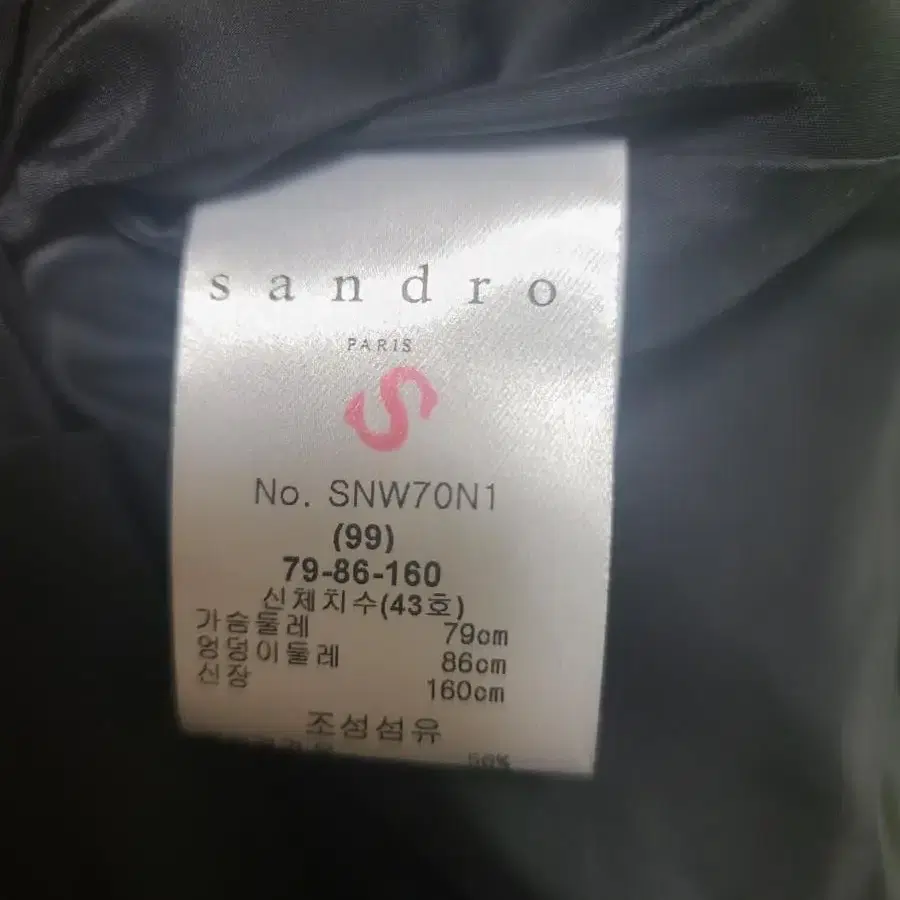 sandro
PARIS
S
No. SNW70N1
(99)
79-86-160
신체치수(43호)
가슴둘레 79cm
엉덩이둘레 86cm
신장 160cm
조성섬유